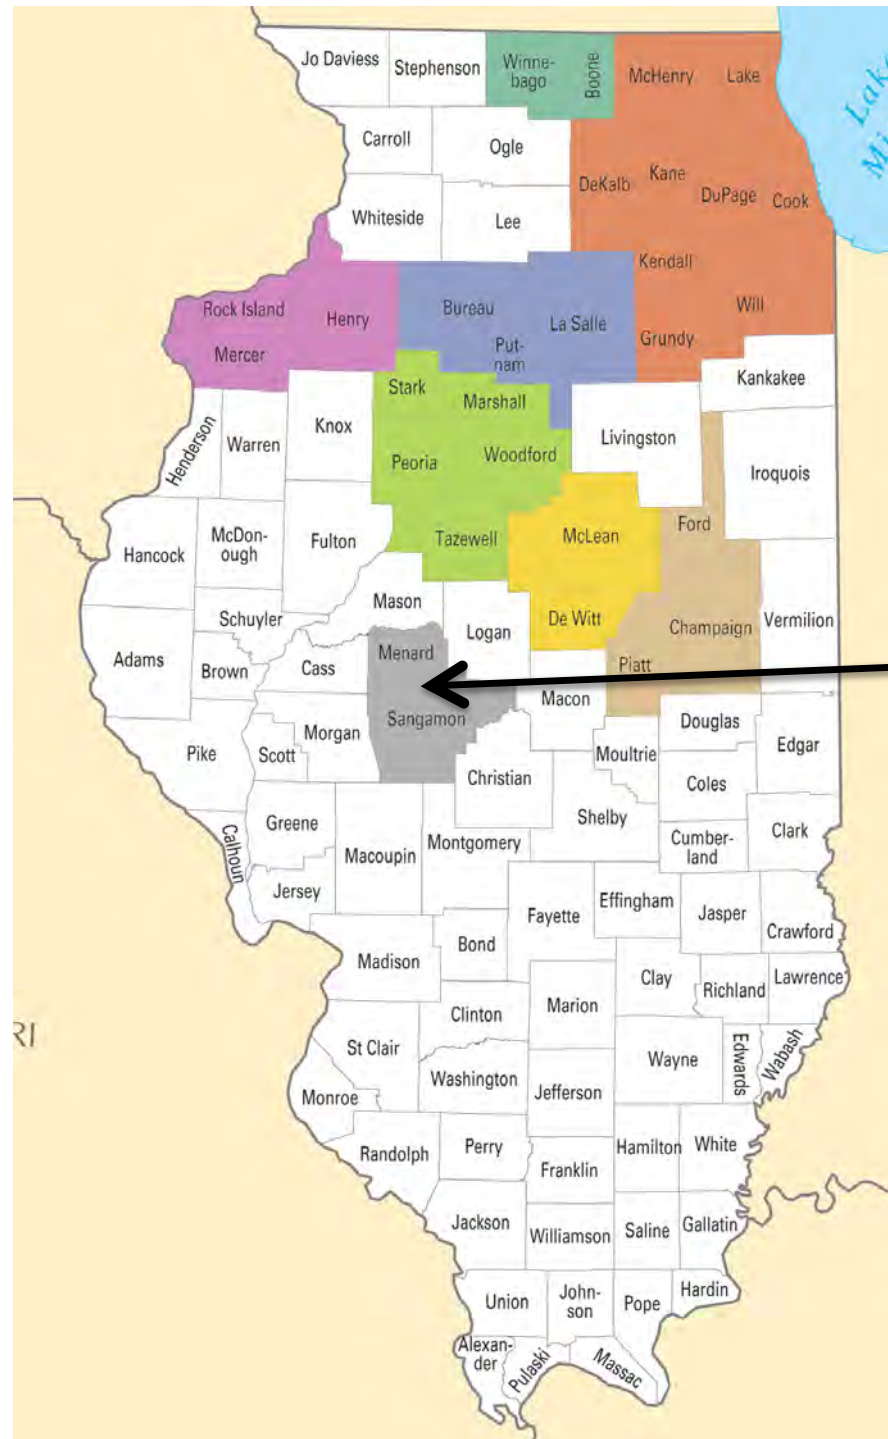 Jo Daviess
Stephenson
Winne-
bago
Boone
McHenry
Lake
Lake
Mi
Carroll
Ogle
DeKalb
Kane
DuPage
Cook
Whiteside
Lee
Kendall
Rock Island
Henry
Bureau
La Salle
Will
Mercer
Put-
nam
Grundy
Kankakee
Stark
Marshall
Henderson
Warren
Knox
Peoria
Woodford
Livingston
Iroquois
Hancock
McDon-
ough
Fulton
Tazewell
McLean
Ford
Schuyler
Mason
Logan
De Witt
Champaign
Vermilion
Adams
Brown
Cass
Menard
Piatt
Macon
Sangamon
Douglas
Pike
Scott
Morgan
Christian
Moultrie
Edgar
Coles
Greene
Shelby
Calhoun
Macoupin
Montgomery
Cumber-
land
Clark
Jersey
Fayette
Effingham
Jasper
Crawford
Madison
Bond
Clay
Richland
Lawrence
RI
Clinton
Marion
St Clair
Wayne
Edwards
Wabash
Monroe
Washington
Jefferson
Randolph
Perry
Hamilton
White
Franklin
Jackson
Williamson
Saline
Gallatin
Union
John-
son
Pope
Hardin
Alexan-
der
Pulaski
Massac